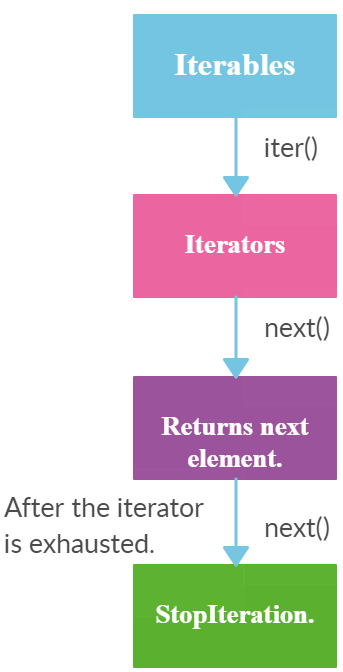 Iterables
iter()
Iterators
next()
Returns next
element.
After the iterator
is exhausted.
next()
StopIteration.